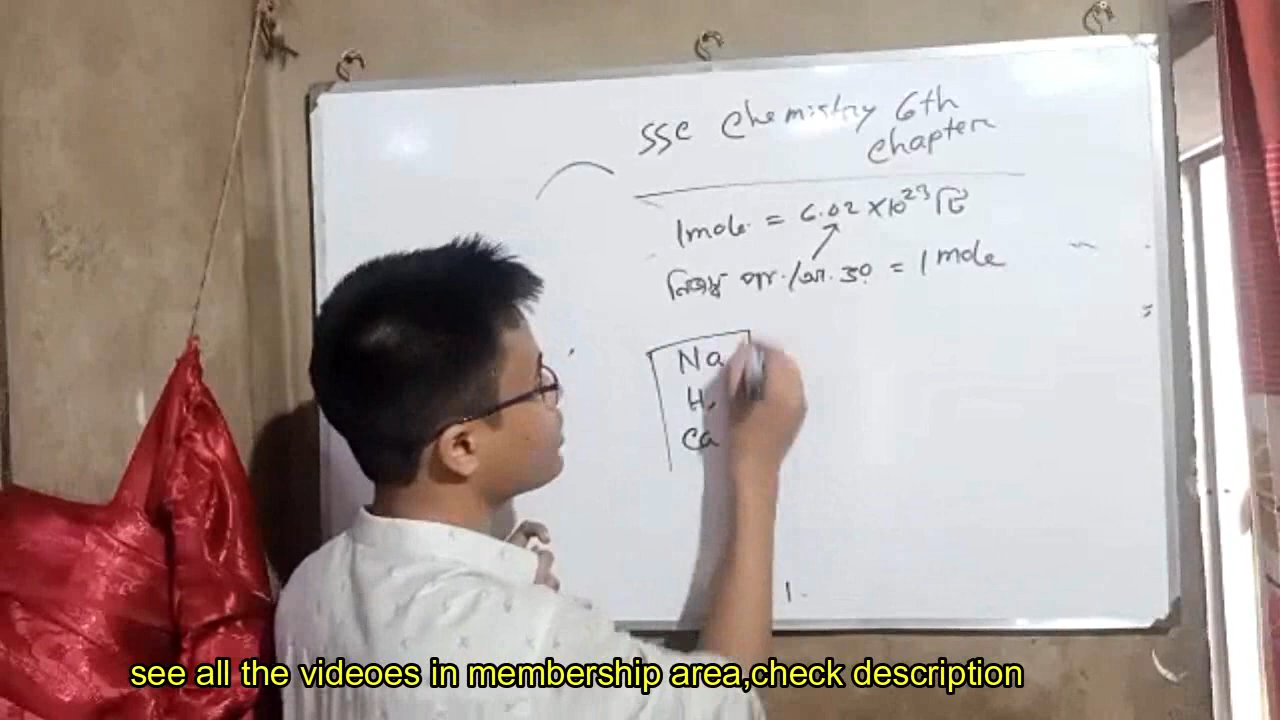 SSC Chemistry 6th
Chapter
1mole = 6.02 ×10²³ টি
পার./আ. ভ = 1 mole
Na
H
Ca
see all the videoes in membership area,check description